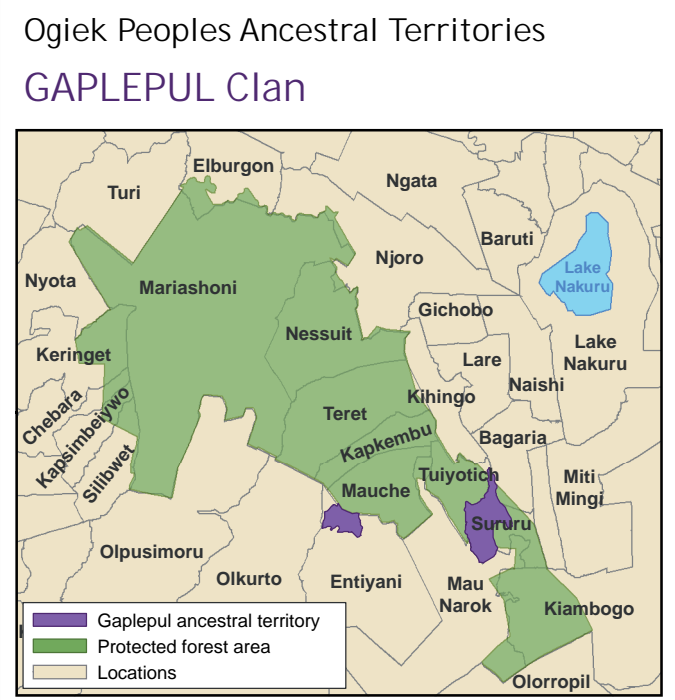 Ogiek Peoples Ancestral Territories
GAPLEPUL Clan
Elburgon
Turi
Ngata
Baruti
Njoro
Lake
Nakuru
Nyota
Mariashoni
Gichobo
Nessuit
Lake
Nakuru
Keringet
Lare
Naishi
Kihingo
Chebara
Kapsimbeiywo
Teret
Kapkembu
Bagaria
Silibwet
Tuiyotich
Miti
Mingi
Mauche
Sururu
Olpusimoru
Olkurto
Entiyani
Mau
Narok
Kiambogo
Olorropil
Gaplepul ancestral territory
Protected forest area
Locations